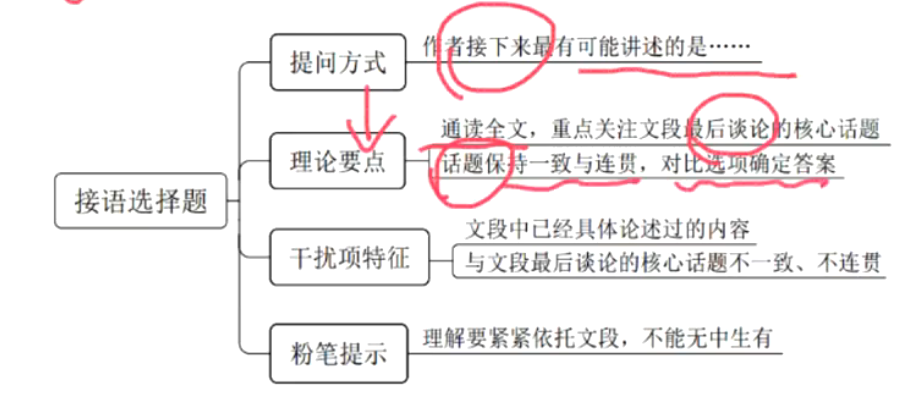 提问方式
作者接下来最有可能讲述的是……
通读全文，重点关注文段最后谈论的核心话题
理论要点
话题保持一致与连贯，对比选项确定答案
接语选择题
文段中已经具体论述过的内容
干扰项特征
与文段最后谈论的核心话题不一致、不连贯
粉笔提示
理解要紧紧依托文段，不能无中生有